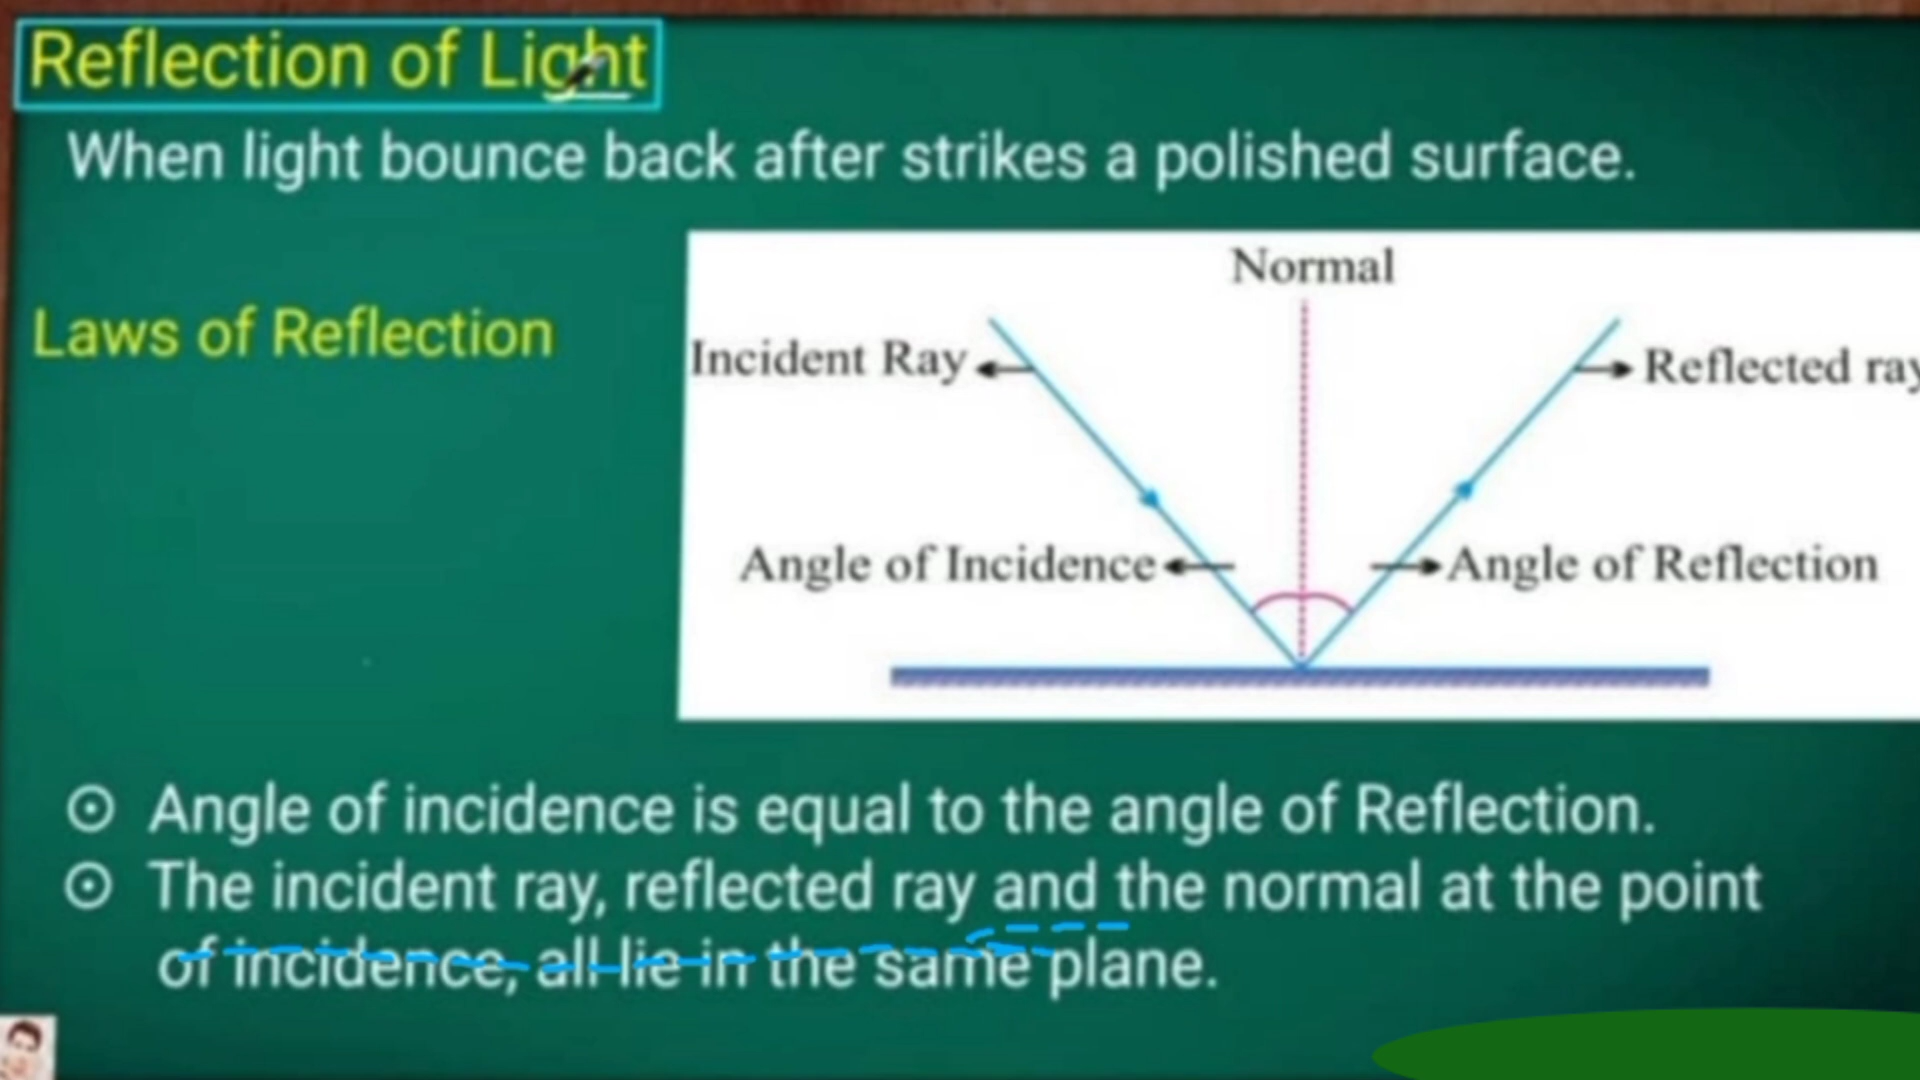 Reflection of Light
When light bounce back after strikes a polished surface.
Laws of Reflection
Normal
Incident Ray
Reflected ray
Angle of Incidence
Angle of Reflection
Angle of incidence is equal to the angle of Reflection.
The incident ray, reflected ray and the normal at the point
of incidence, all lie in the same plane.